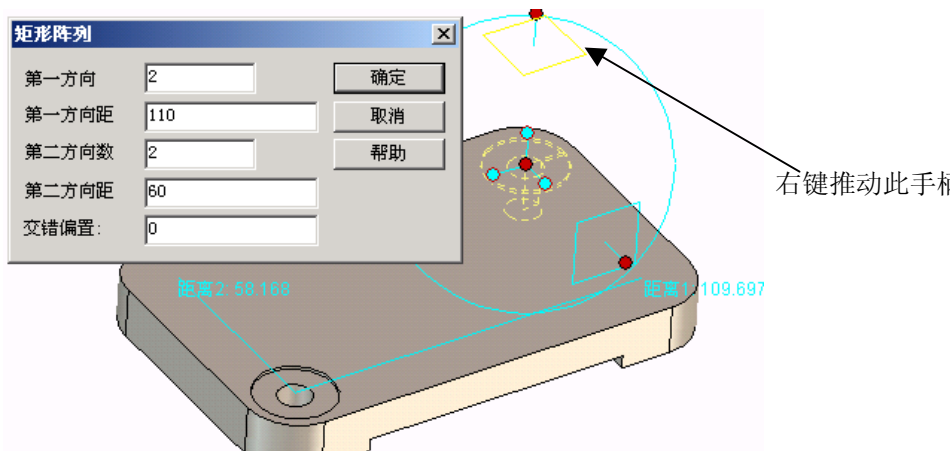 矩形阵列
第一方向 2
确定
第一方向距 110
取消
第二方向数 2
帮助
第二方向距 60
交错偏置: 0
右键推动此手柄
距离2: 58.168
距离1: 109.697